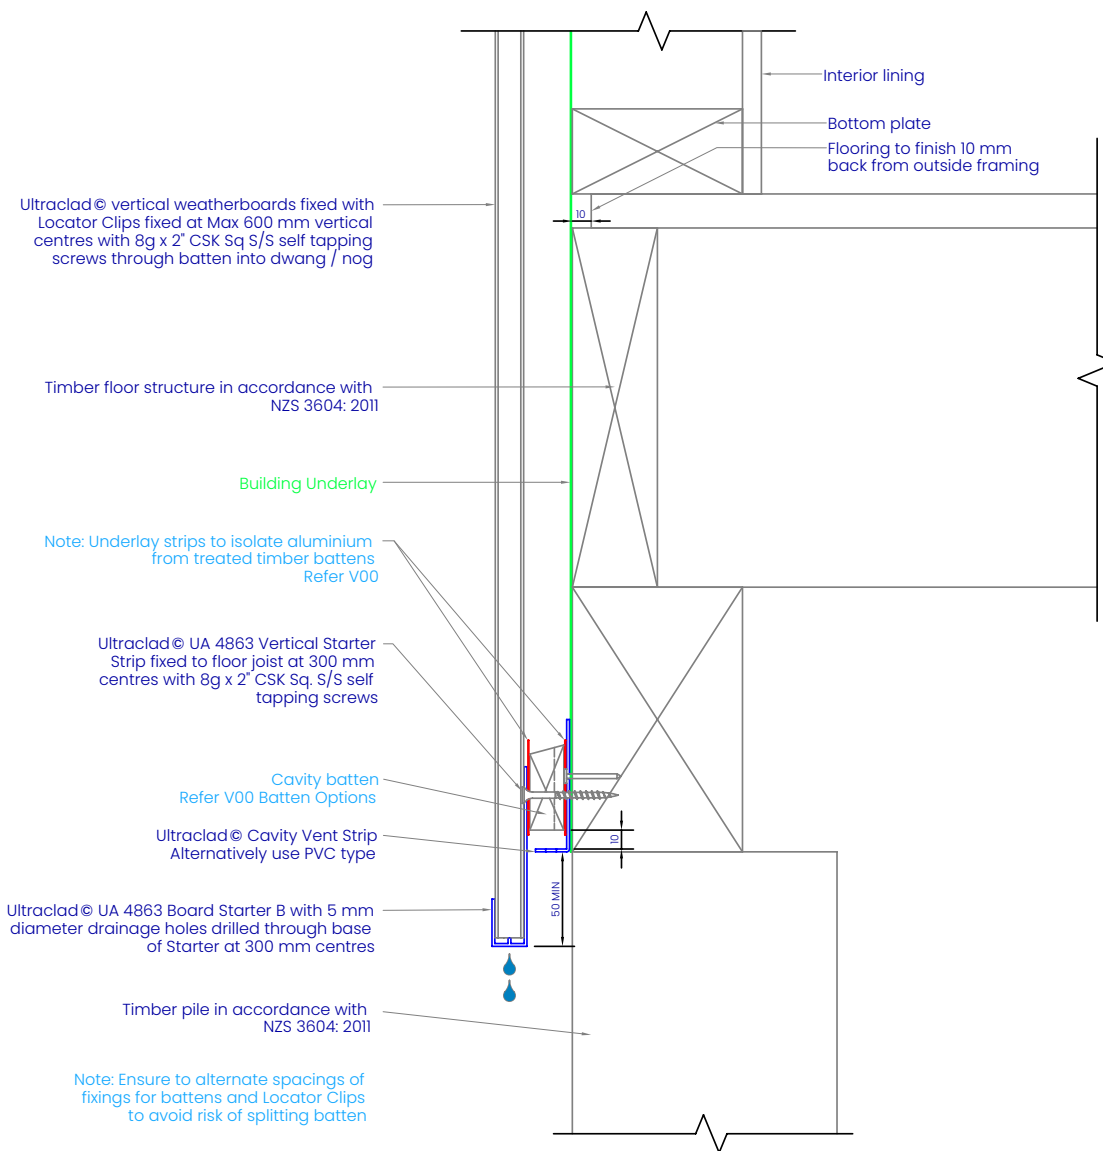 Interior lining
Bottom plate
Flooring to finish 10 mm
back from outside framing
Ultraclad© vertical weatherboards fixed with
Locator Clips fixed at Max 600 mm vertical
centres with 8g x 2" CSK Sq S/S self tapping
screws through batten into dwang / nog
10
Timber floor structure in accordance with
NZS 3604: 2011
Building Underlay
Note: Underlay strips to isolate aluminium
from treated timber battens
Refer V00
Ultraclad© UA 4863 Vertical Starter
Strip fixed to floor joist at 300 mm
centres with 8g x 2" CSK Sq. S/S self
tapping screws
Cavity batten
Refer V00 Batten Options
Ultraclad© Cavity Vent Strip
Alternatively use PVC type
10
50 MIN
Ultraclad© UA 4863 Board Starter B with 5 mm
diameter drainage holes drilled through base
of Starter at 300 mm centres
Timber pile in accordance with
NZS 3604: 2011
Note: Ensure to alternate spacings of
fixings for battens and Locator Clips
to avoid risk of splitting batten